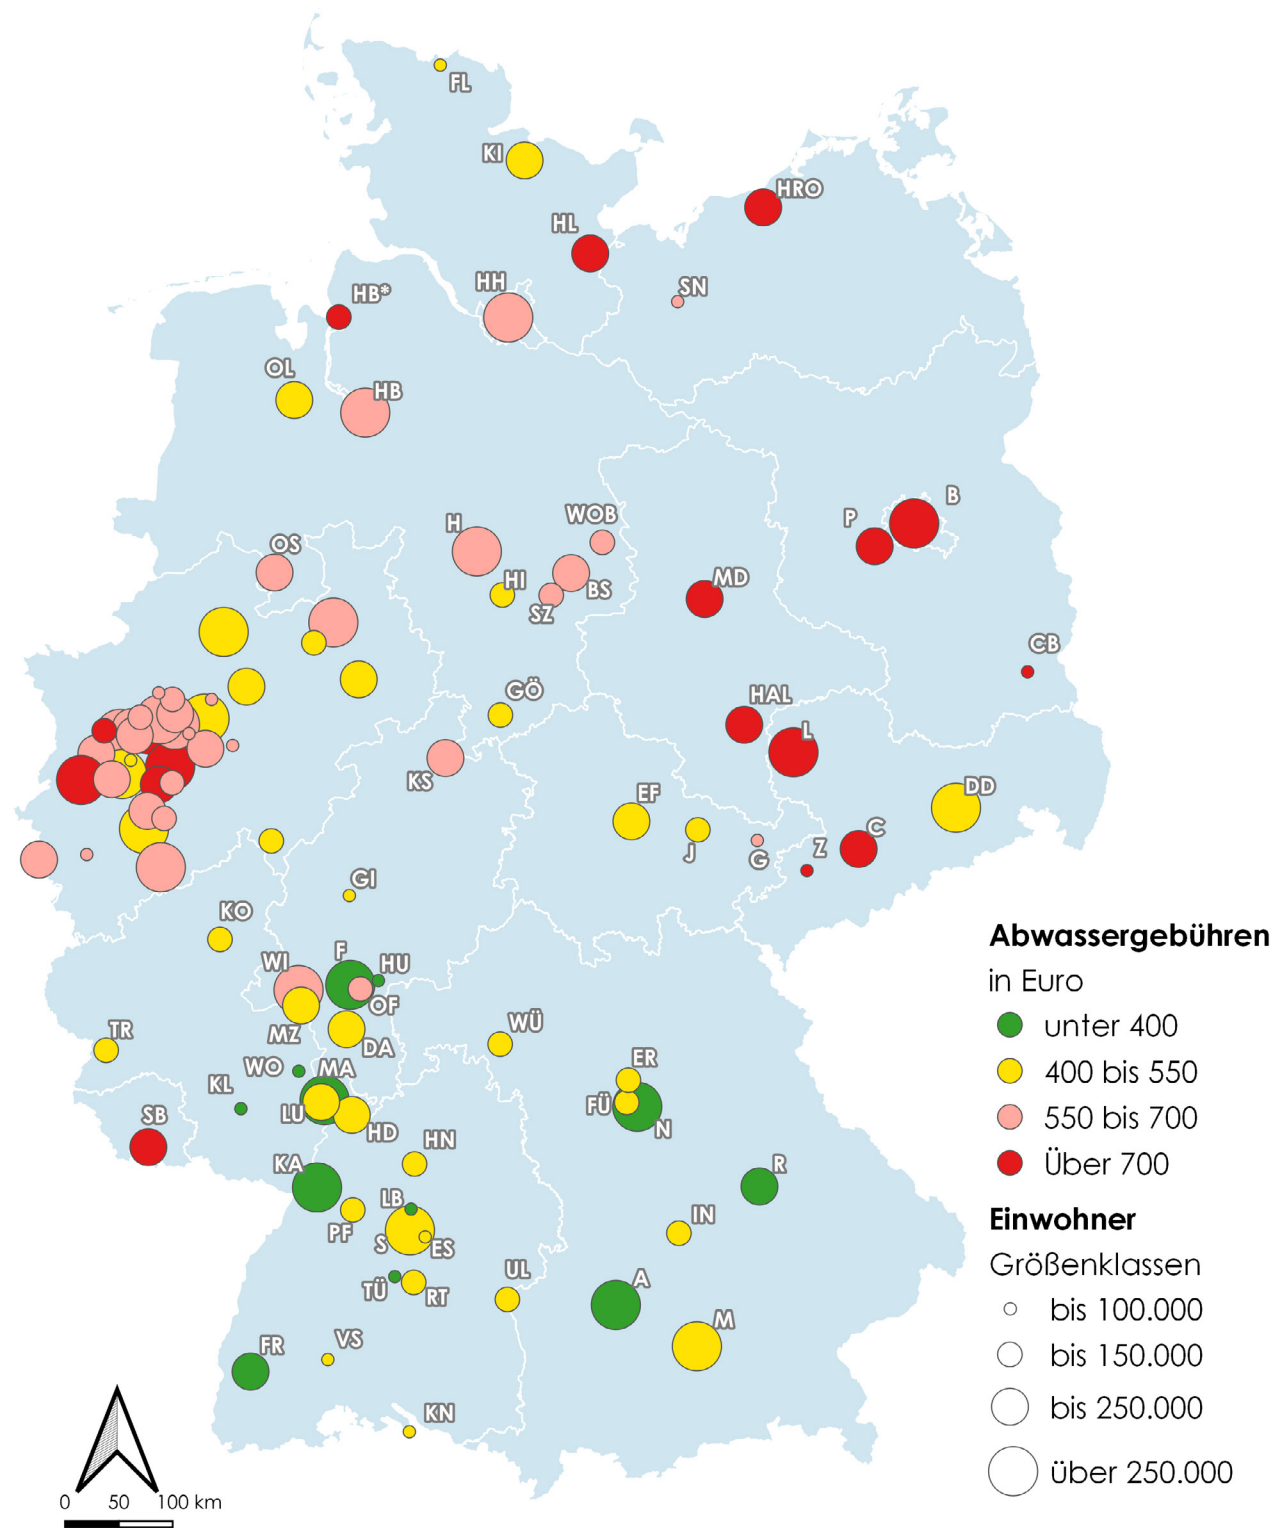 FL
KI
HRO
HL
HH
SN
HB*
OL
HB
B
H
WOB
P
OS
HI
BS
MD
SZ
CB
GÖ
HAL
L
KS
EF
DD
J
G
Z
C
GI
KO
F
WI
HU
OF
MZ
DA
TR
WÜ
WO
MA
ER
KL
FÜ
SB
LU
HD
N
HN
KA
R
LB
IN
PF
S
ES
UL
TÜ
RT
A
M
FR
VS
KN
Abwassergebühren
in Euro
unter 400
400 bis 550
550 bis 700
Über 700
Einwohner
Größenklassen
bis 100.000
bis 150.000
bis 250.000
über 250.000
0 50 100 km